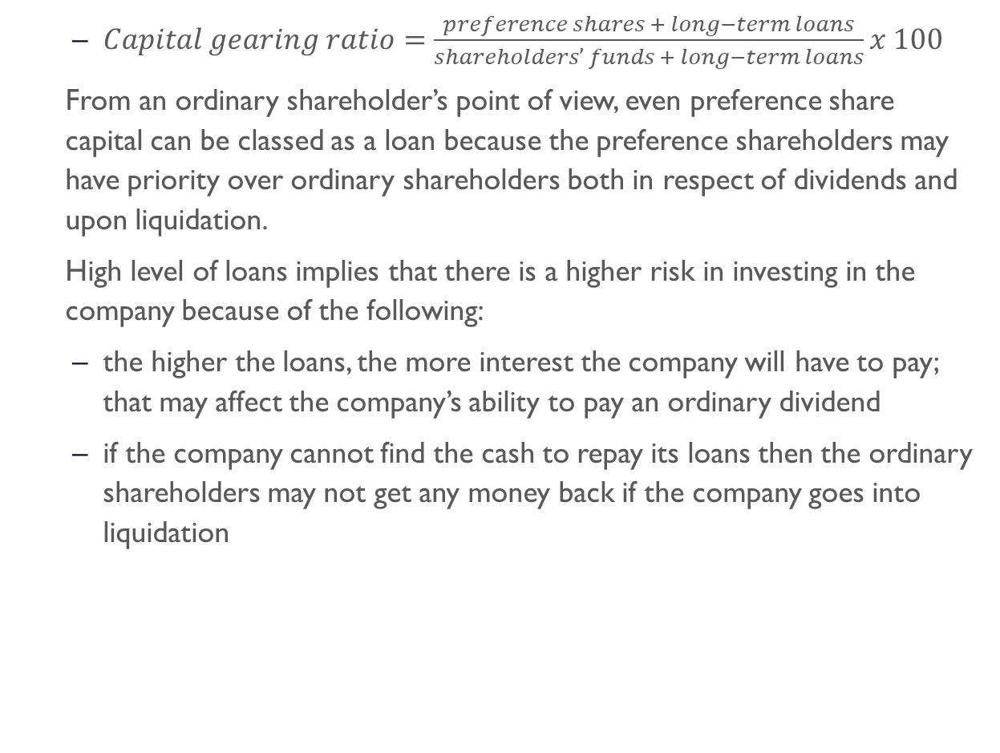 – Capital gearing ratio = preference shares + long−term loans / shareholders’ funds + long−term loans x 100
From an ordinary shareholder’s point of view, even preference share
capital can be classed as a loan because the preference shareholders may
have priority over ordinary shareholders both in respect of dividends and
upon liquidation.
High level of loans implies that there is a higher risk in investing in the
company because of the following:
– the higher the loans, the more interest the company will have to pay;
that may affect the company’s ability to pay an ordinary dividend
– if the company cannot find the cash to repay its loans then the ordinary
shareholders may not get any money back if the company goes into
liquidation